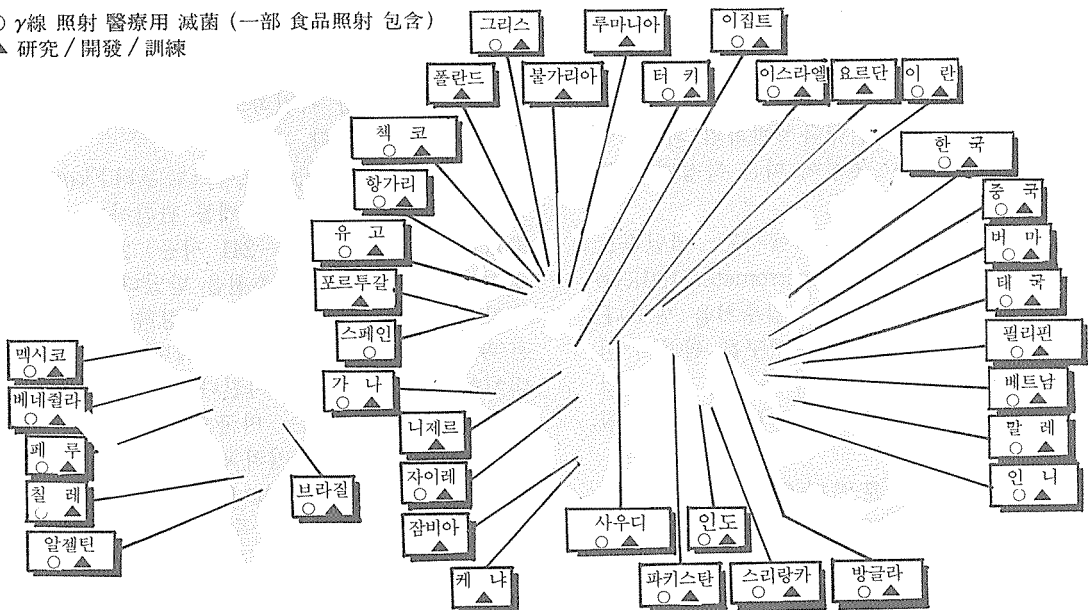 ○ γ線 照射 醫療用 滅菌 (一部 食品照射 包含)
▲ 研究 / 開發 / 訓練
그리스
○ ▲
루마니아
▲
이집트
○ ▲
폴란드
▲
불가리아
▲
터 키
○ ▲
이스라엘
○ ▲
요르단
▲
이 란
○ ▲
첵 코
○ ▲
한 국
○ ▲
항가리
○ ▲
중 국
○ ▲
유 고
○ ▲
버 마
○ ▲
포르투갈
▲
태 국
○ ▲
스페인
○
필리핀
○ ▲
멕시코
○ ▲
가 나
○ ▲
베트남
○ ▲
베네쥘라
○ ▲
니제르
▲
말 레
○ ▲
페 루
○ ▲
자이레
○ ▲
인 니
○ ▲
칠 레
○ ▲
브라질
○ ▲
잠비아
▲
사우디
○ ▲
인도
○ ▲
알젤틴
○ ▲
케 냐
▲
파키스탄
○ ▲
스리랑카
○ ▲
방글라
○ ▲